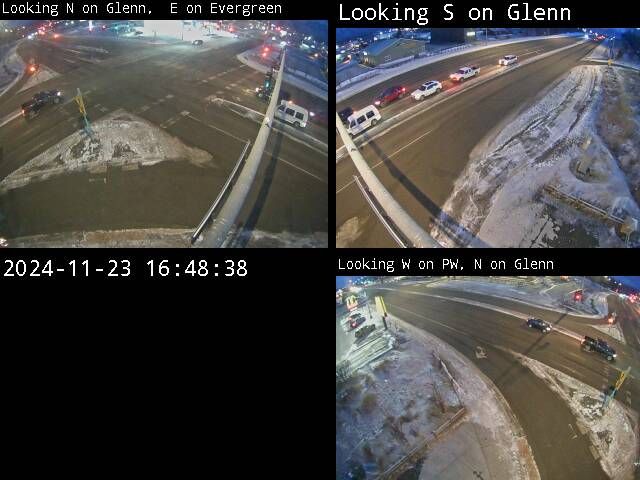 Looking N on Glenn,  E on Evergreen
Looking S on Glenn
2024-11-23 16:48:38
Looking W on PW, N on Glenn